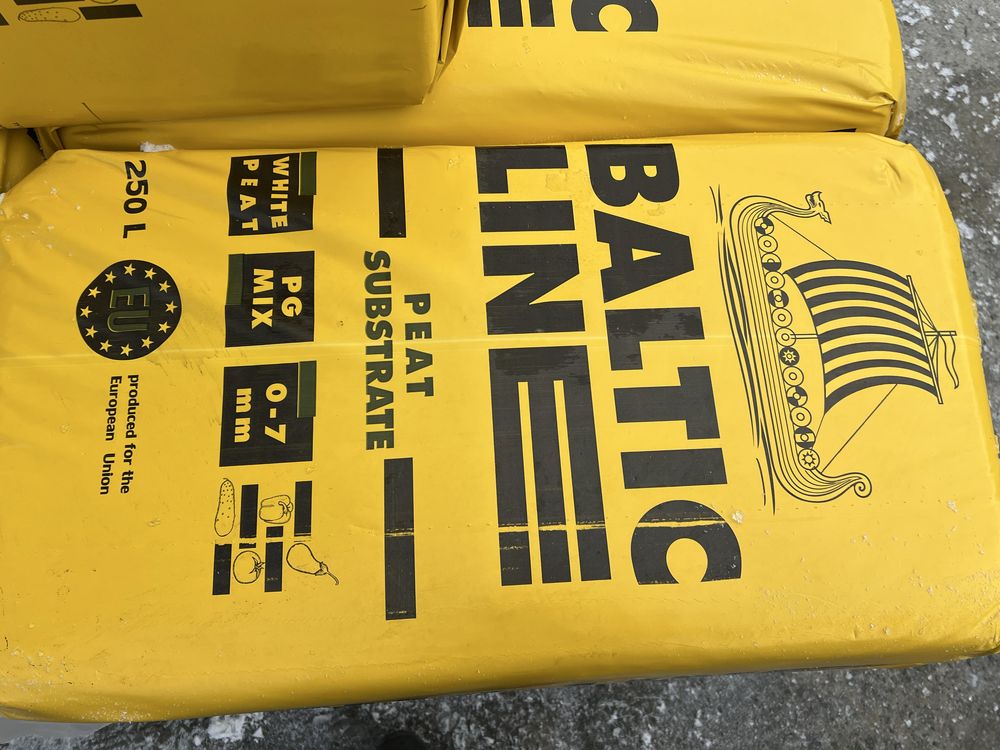 BALTIC
LINE
PEAT
SUBSTRATE
WHITE
PEAT
PG
MIX
0-7
mm
250 L
EU
produced for the
European Union
C